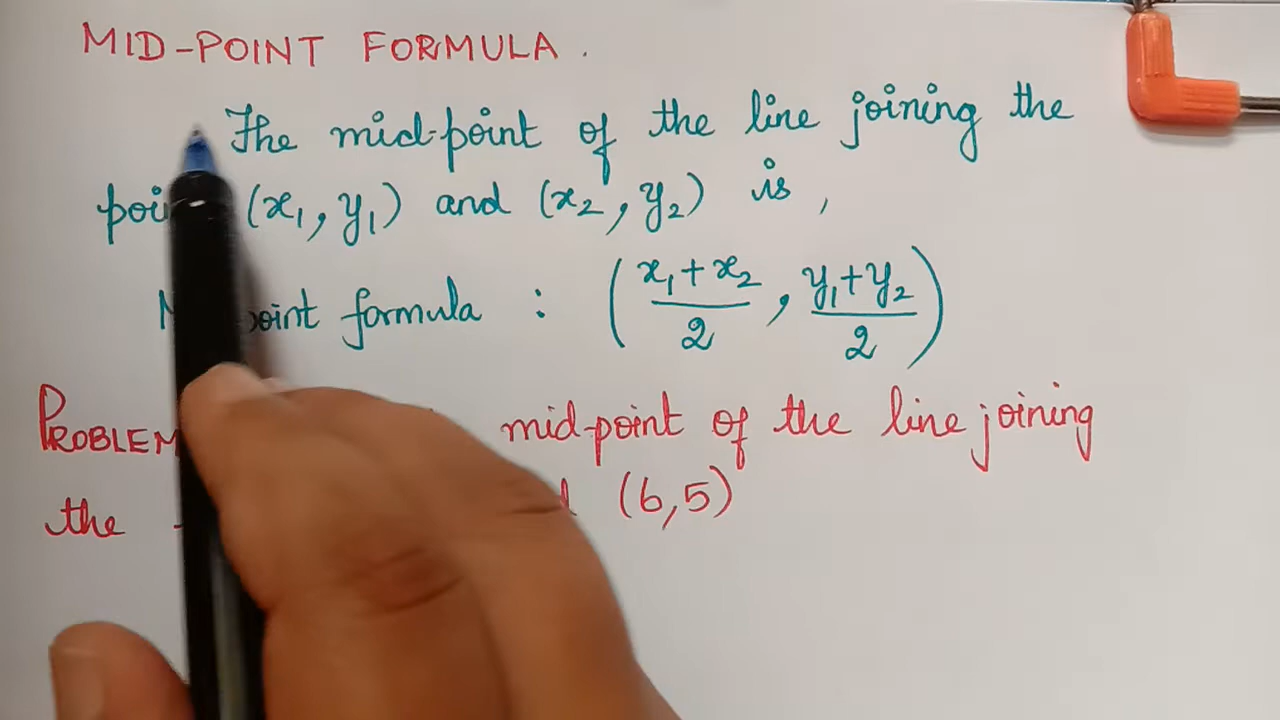 MID-POINT FORMULA.
The mid-point of the line joining the
(x₁, y₁) and (x₂, y₂) is,
formula : (x₁+x₂/2, y₁+y₂/2)
PROBLEM mid-point of the line joining
the (6,5)